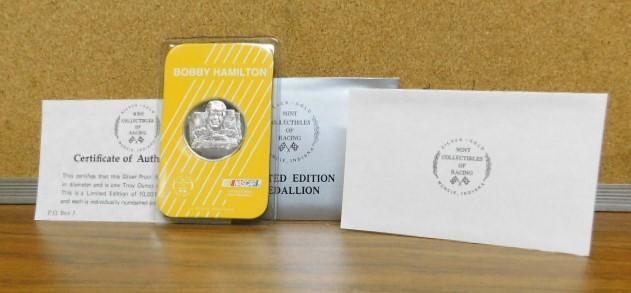 BOBBY HAMILTON
NASCAR
SILVER - GOLD
MINT
COLLECTIBLES
OF
RACING
MUNCIE, INDIANA
Certificate of Auth
This certifies that this Silver Proof
in diameter and is one Troy Ounce
This is a Limited Edition of 10,00
and each is individually numbered a
P.O. Box
SILVER - GOLD
MINT
COLLECTIBLES
OF
RACING
MUNCIE, INDIANA
TED EDITION
EDALLION
SILVER - GOLD
MINT
COLLECTIBLES
OF
RACING
MUNCIE, INDIANA